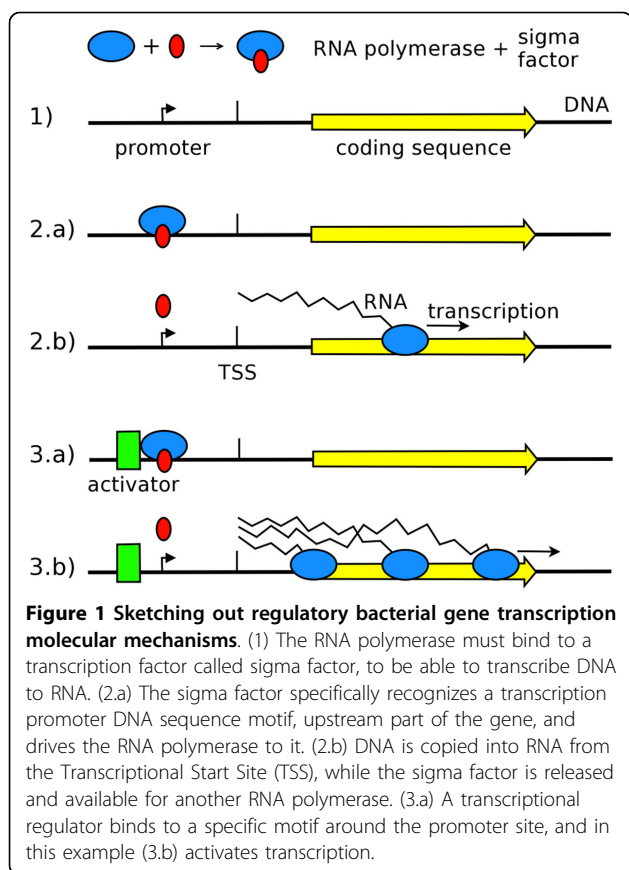 + → RNA polymerase + sigma factor
1) DNA
promoter coding sequence
2.a)
RNA
2.b) transcription
TSS
3.a)
activator
3.b)
Figure 1 Sketching out regulatory bacterial gene transcription
molecular mechanisms. (1) The RNA polymerase must bind to a
transcription factor called sigma factor, to be able to transcribe DNA
to RNA. (2.a) The sigma factor specifically recognizes a transcription
promoter DNA sequence motif, upstream part of the gene, and
drives the RNA polymerase to it. (2.b) DNA is copied into RNA from
the Transcriptional Start Site (TSS), while the sigma factor is released
and available for another RNA polymerase. (3.a) A transcriptional
regulator binds to a specific motif around the promoter site, and in
this example (3.b) activates transcription.